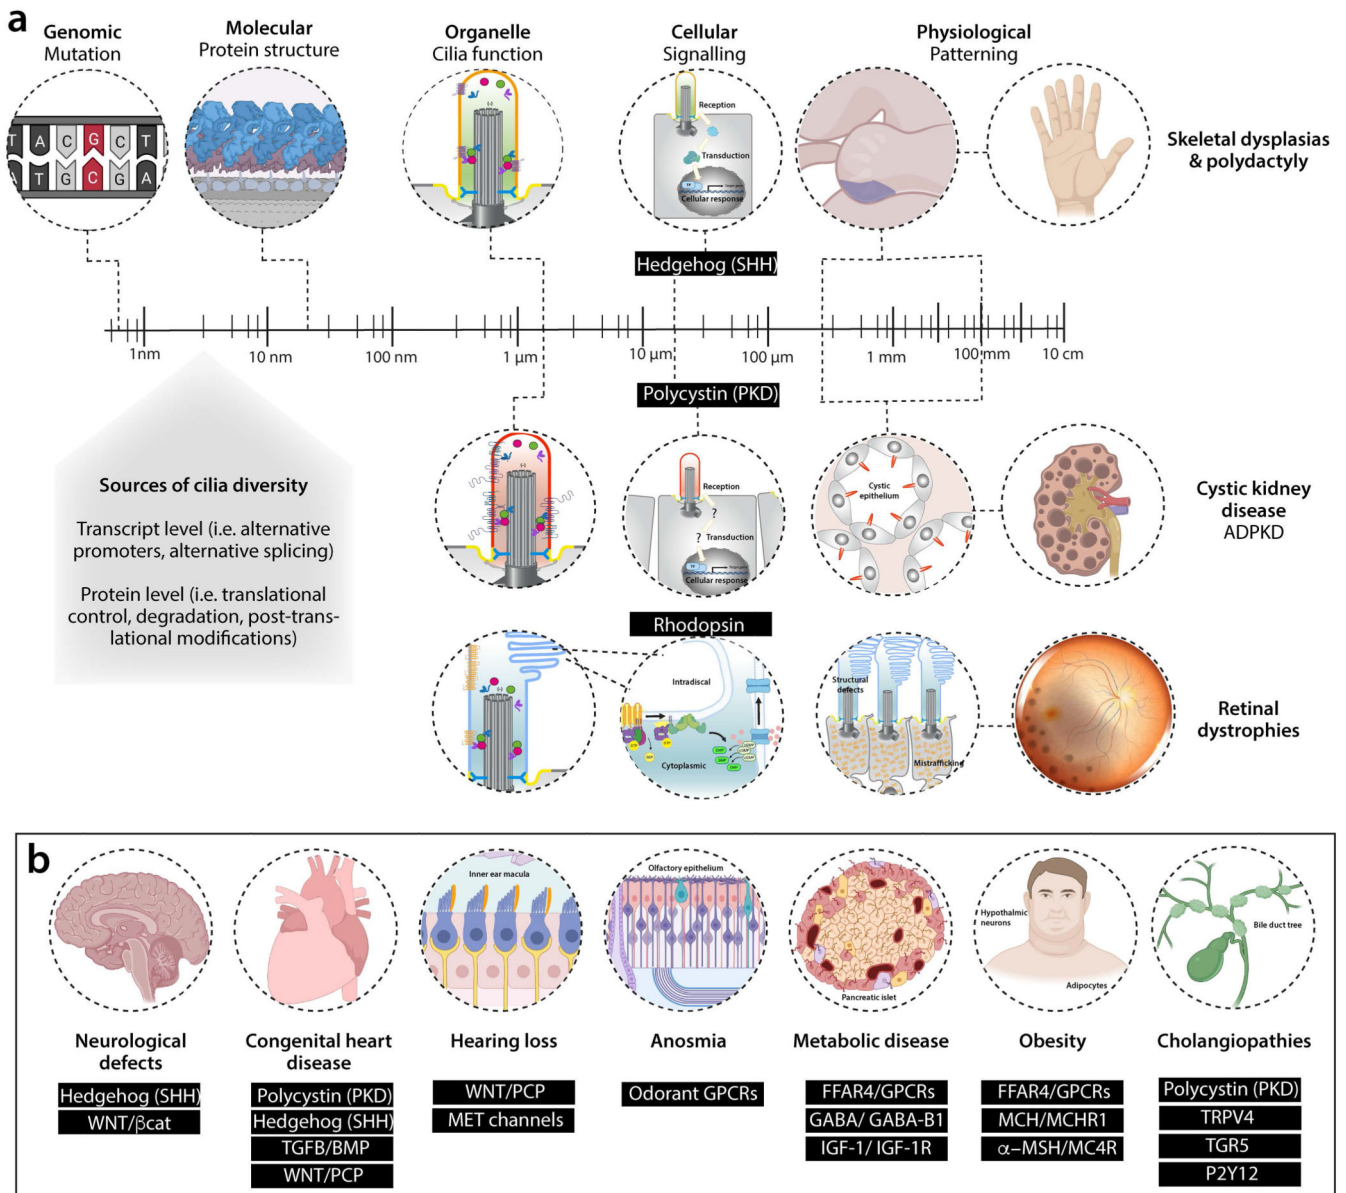 a
Genomic
Mutation
Molecular
Protein structure
Organelle
Cilia function
Cellular
Signalling
Physiological
Patterning
T A C G C T
A T G C G A
(-)
Reception
Transduction
TF
Target gene
Cellular response
Skeletal dysplasias
& polydactyly
Hedgehog (SHH)
1nm
10 nm
100 nm
1 μm
10 μm
100 μm
1 mm
100 mm
10 cm
Polycystin (PKD)
Sources of cilia diversity
Transcript level (i.e. alternative
promoters, alternative splicing)
Protein level (i.e. translational
control, degradation, post-trans-
lational modifications)
(-)
Reception
?
? Transduction
TF
Target gene
Cellular response
Cystic
epithelium
Cystic kidney
disease
ADPKD
Rhodopsin
(-)
Intradiscal
Cytoplasmic
Structural
defects
Mistrafficking
Retinal
dystrophies
b
Inner ear macula
Olfactory epithelium
Pancreatic islet
Hypothalmic
neurons
Adipocytes
Bile duct tree
Neurological
defects
Hedgehog (SHH)
WNT/βcat
Congenital heart
disease
Polycystin (PKD)
Hedgehog (SHH)
TGFB/BMP
WNT/PCP
Hearing loss
WNT/PCP
MET channels
Anosmia
Odorant GPCRs
Metabolic disease
FFAR4/GPCRs
GABA/ GABA-B1
IGF-1/ IGF-1R
Obesity
FFAR4/GPCRs
MCH/MCHR1
α–MSH/MC4R
Cholangiopathies
Polycystin (PKD)
TRPV4
TGR5
P2Y12